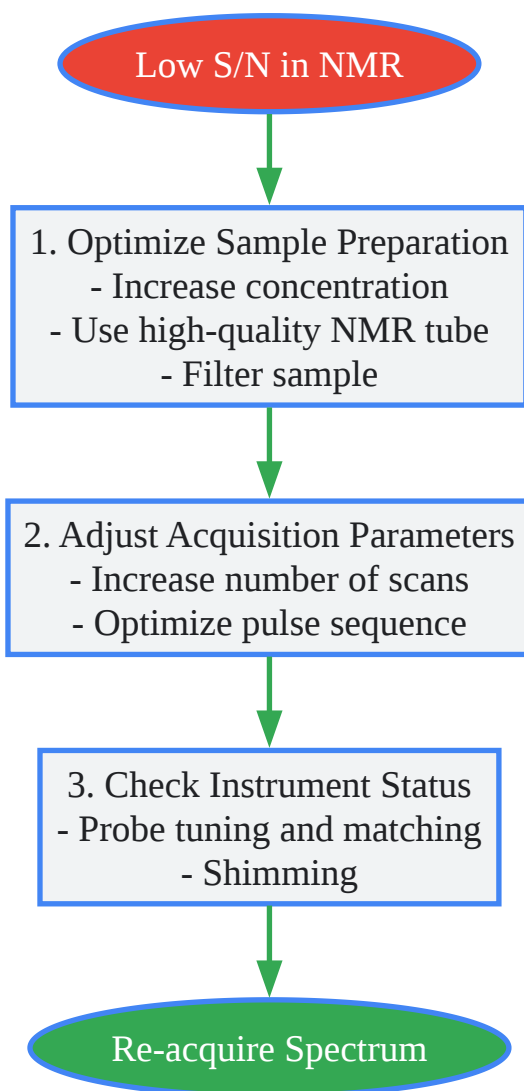 Low S/N in NMR
1. Optimize Sample Preparation
- Increase concentration
- Use high-quality NMR tube
- Filter sample
2. Adjust Acquisition Parameters
- Increase number of scans
- Optimize pulse sequence
3. Check Instrument Status
- Probe tuning and matching
- Shimming
Re-acquire Spectrum